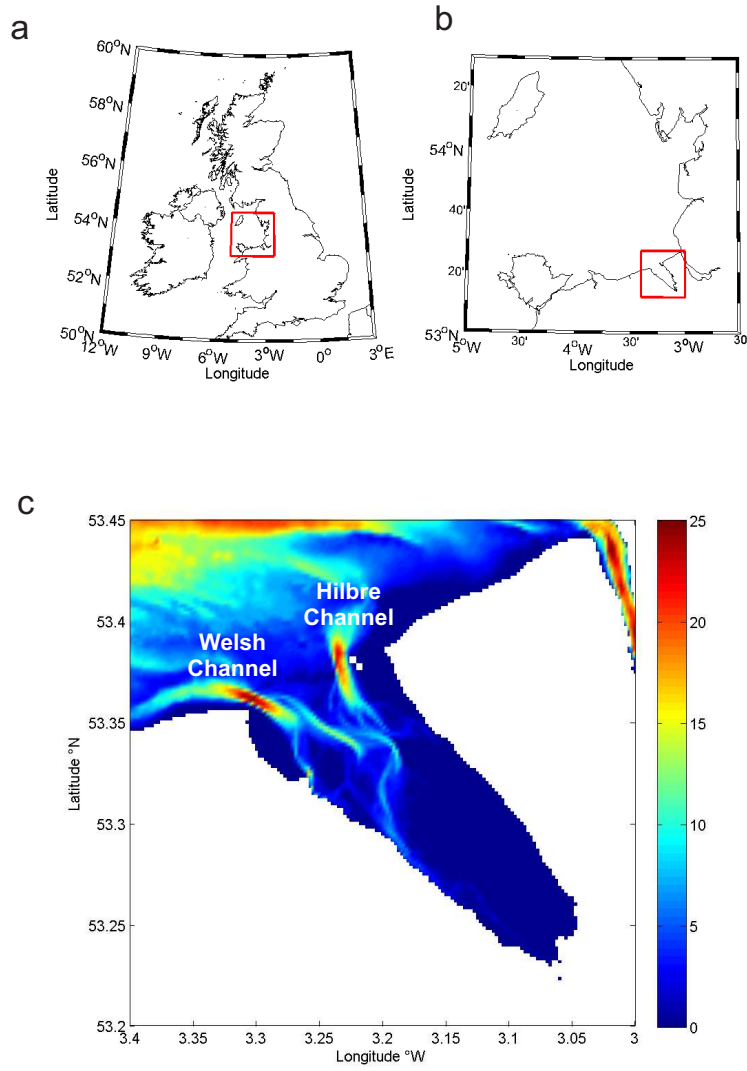 a
60°N
58°N
56°N
54°N
52°N
50°N
Latitude
12°W
9°W
6°W
3°W
0°
3°E
Longitude
b
20'
54°N
40'
20'
53°N
Latitude
5°W
30'
4°W
30'
3°W
30
Longitude
c
53.45
53.4
53.35
53.3
53.25
53.2
Latitude °N
Hilbre
Channel
Welsh
Channel
3.4
3.35
3.3
3.25
3.2
3.15
3.1
3.05
3
Longitude °W
25
20
15
10
5
0